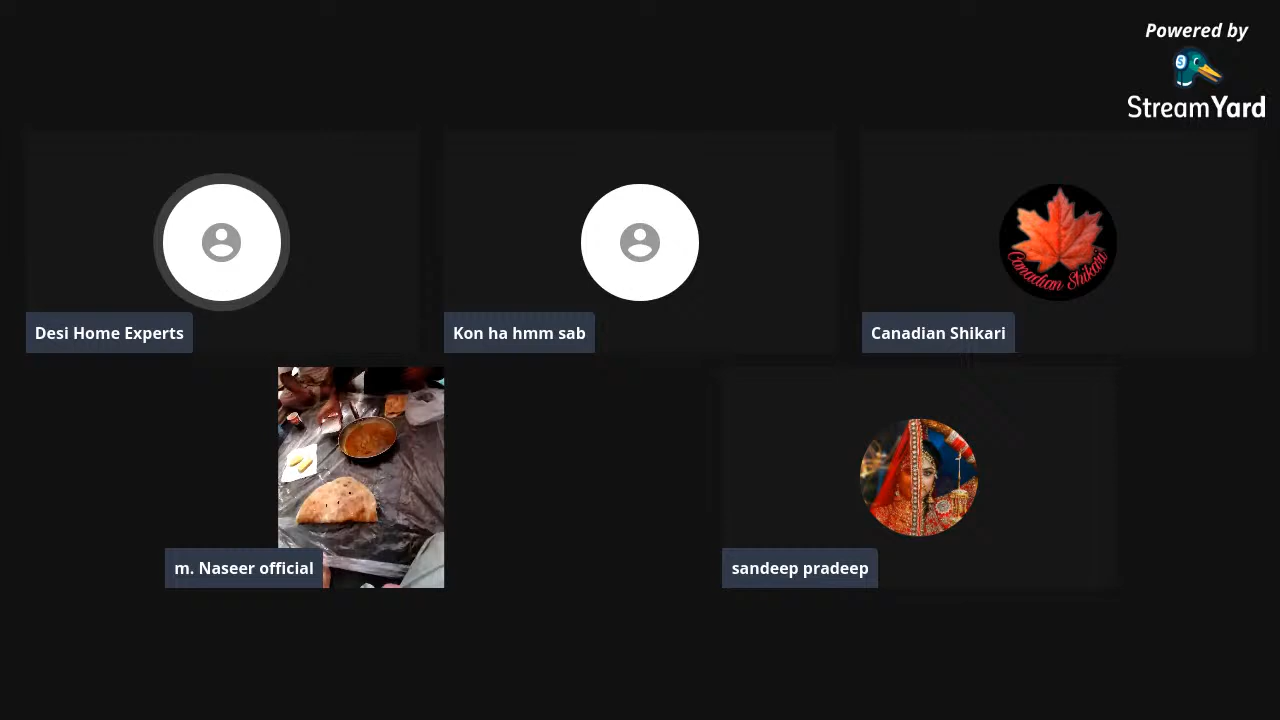 Powered by
StreamYard
Desi Home Experts
Kon ha hmm sab
Canadian Shikari
Canadian Shikari
m. Naseer official
sandeep pradeep